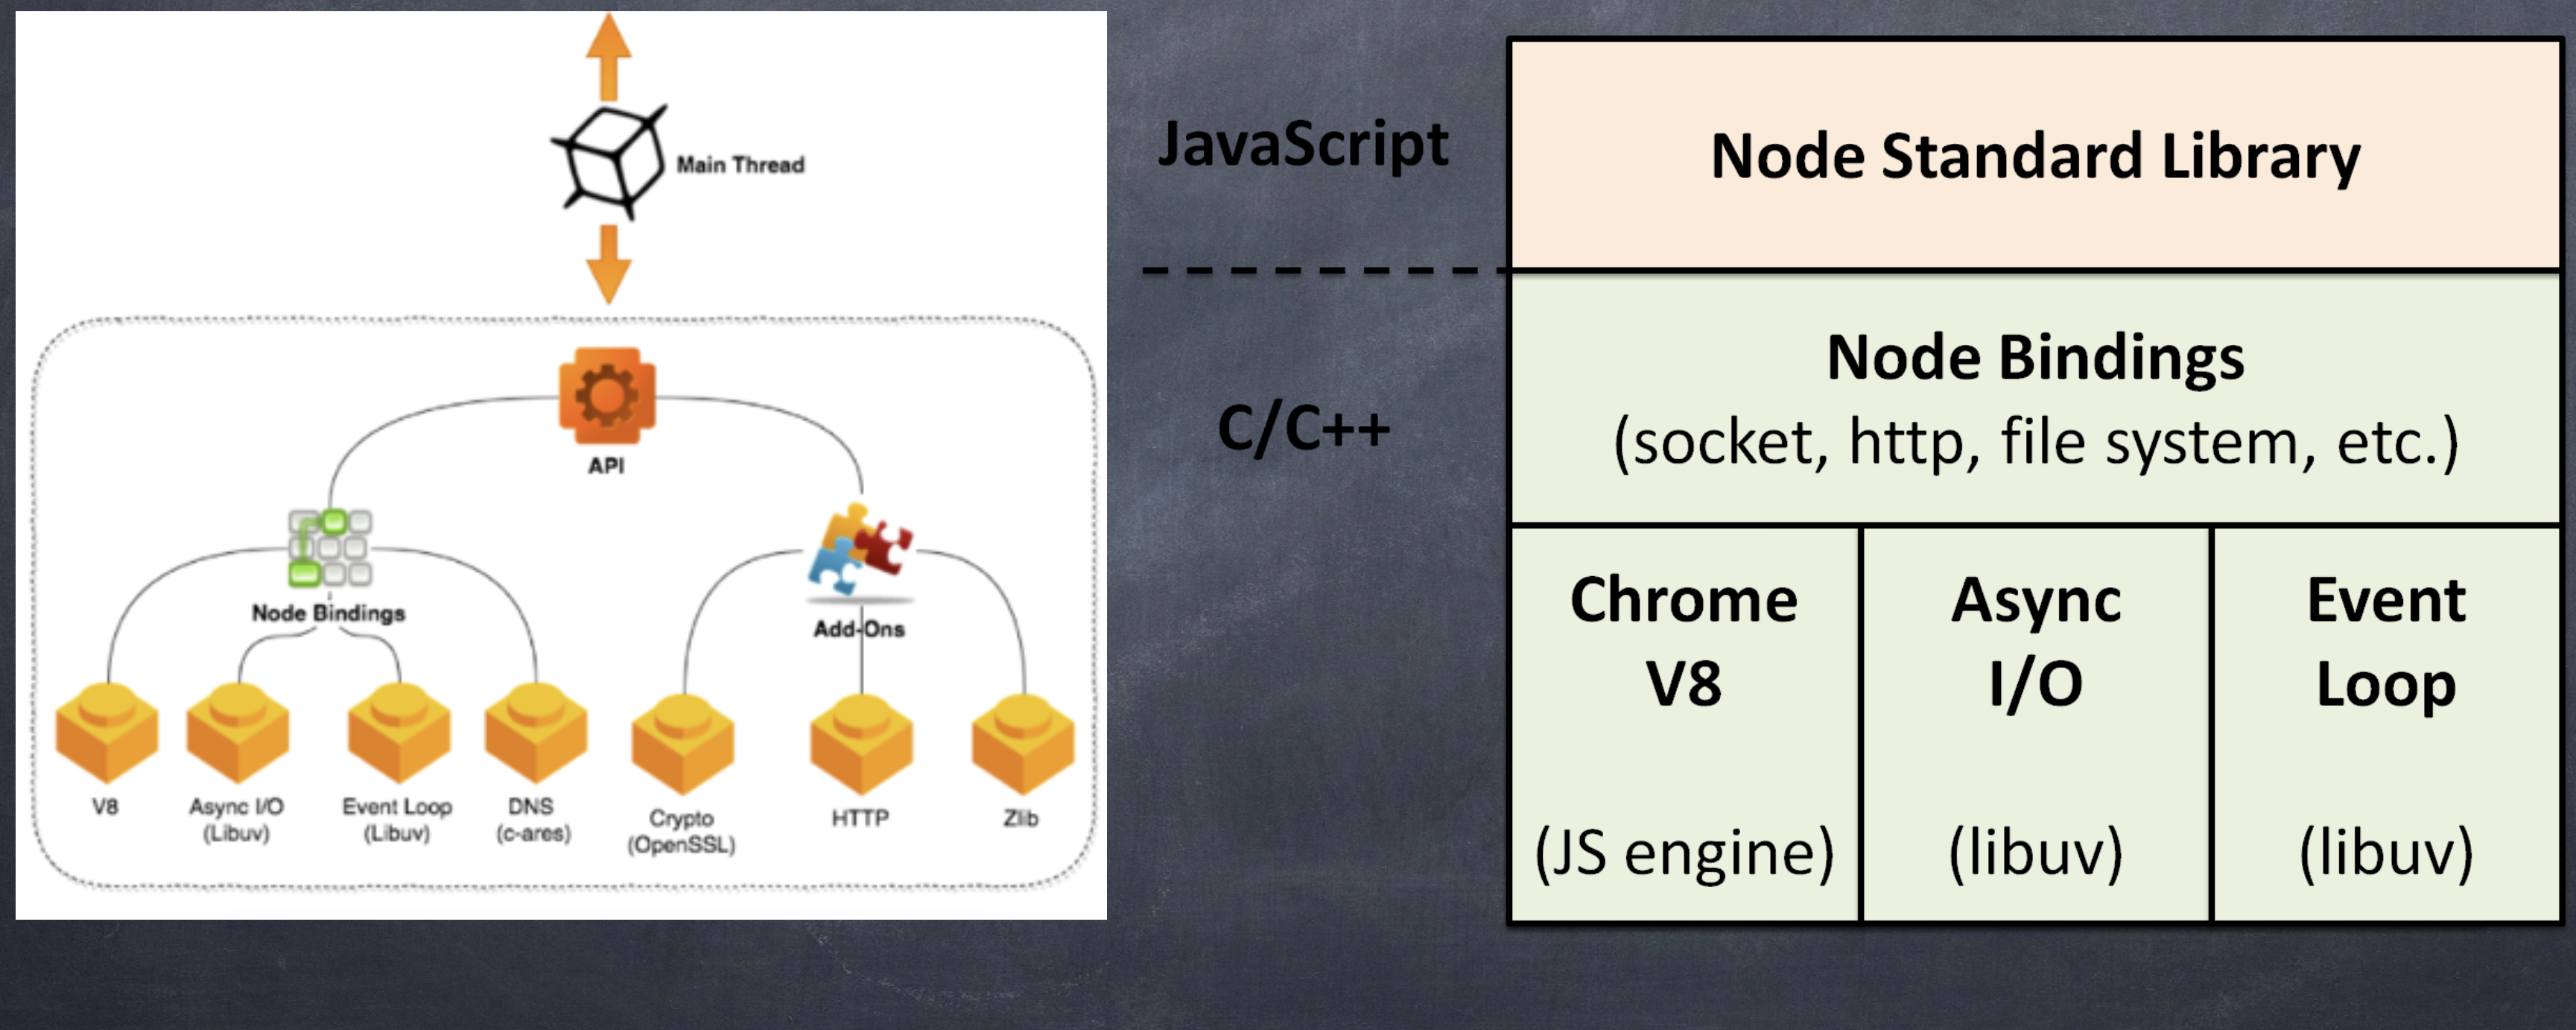 Main Thread
API
Node Bindings
Add-Ons
V8
Async I/O
(Libuv)
Event Loop
(Libuv)
DNS
(c-ares)
Crypto
(OpenSSL)
HTTP
Zlib
JavaScript
C/C++
Node Standard Library
Node Bindings
(socket, http, file system, etc.)
Chrome
V8
(JS engine)
Async
I/O
(libuv)
Event
Loop
(libuv)